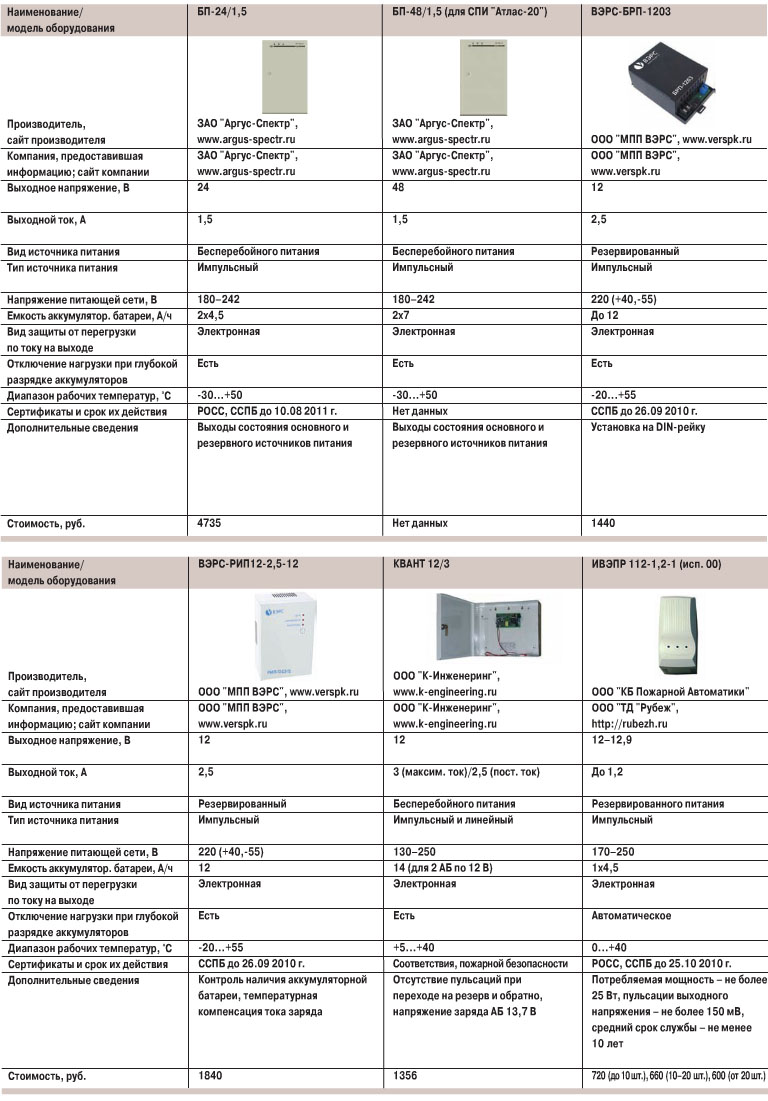 Наименование/ БП-24/1,5 БП-48/1,5 (для СПИ "Атлас-20") ВЭРС-БРП-1203
модель оборудования
ВЭРС
БРП-1203
Производитель, ЗАО "Аргус-Спектр", ЗАО "Аргус-Спектр",
сайт производителя www.argus-spectr.ru www.argus-spectr.ru ООО "МПП ВЭРС", www.verspk.ru
Компания, предоставившая ЗАО "Аргус-Спектр", ЗАО "Аргус-Спектр", ООО "МПП ВЭРС",
информацию; сайт компании www.argus-spectr.ru www.argus-spectr.ru www.verspk.ru
Выходное напряжение, В 24 48 12
Выходной ток, А 1,5 1,5 2,5
Вид источника питания Бесперебойного питания Бесперебойного питания Резервированный
Тип источника питания Импульсный Импульсный Импульсный
Напряжение питающей сети, В 180–242 180–242 220 (+40,-55)
Емкость аккумулятор. батареи, А/ч 2х4,5 2х7 До 12
Вид защиты от перегрузки Электронная Электронная Электронная
по току на выходе
Отключение нагрузки при глубокой Есть Есть Есть
разрядке аккумуляторов
Диапазон рабочих температур, °С -30...+50 -30...+50 -20...+55
Сертификаты и срок их действия РОСС, ССПБ до 10.08 2011 г. Нет данных ССПБ до 26.09 2010 г.
Дополнительные сведения Выходы состояния основного и Выходы состояния основного и Установка на DIN-рейку
резервного источников питания резервного источников питания
Стоимость, руб. 4735 Нет данных 1440
Наименование/ ВЭРС-РИП12-2,5-12 КВАНТ 12/3 ИВЭПР 112-1,2-1 (исп. 00)
модель оборудования
ВЭРС
Производитель, ООО "К-Инженеринг",
сайт производителя ООО "МПП ВЭРС", www.verspk.ru www.k-engineering.ru ООО "КБ Пожарной Автоматики"
Компания, предоставившая ООО "МПП ВЭРС", ООО "К-Инженеринг", ООО "ТД "Рубеж",
информацию; сайт компании www.verspk.ru www.k-engineering.ru http://rubezh.ru
Выходное напряжение, В 12 12 12–12,9
Выходной ток, А 2,5 3 (максим. ток)/2,5 (пост. ток) До 1,2
Вид источника питания Резервированный Бесперебойного питания Резервированного питания
Тип источника питания Импульсный Импульсный и линейный Импульсный
Напряжение питающей сети, В 220 (+40,-55) 130–250 170–250
Емкость аккумулятор. батареи, А/ч 12 14 (для 2 АБ по 12 В) 1х4,5
Вид защиты от перегрузки Электронная Электронная Электронная
по току на выходе
Отключение нагрузки при глубокой Есть Есть Автоматическое
разрядке аккумуляторов
Диапазон рабочих температур, °С -20...+55 +5...+40 0...+40
Сертификаты и срок их действия ССПБ до 26.09 2010 г. Соответствия, пожарной безопасности РОСС, ССПБ до 25.10 2010 г.
Дополнительные сведения Контроль наличия аккумуляторной Отсутствие пульсаций при Потребляемая мощность – не более
батареи, температурная переходе на резерв и обратно, 25 Вт, пульсации выходного
компенсация тока заряда напряжение заряда АБ 13,7 В напряжения – не более 150 мВ,
средний срок службы – не менее
10 лет
Стоимость, руб. 1840 1356 720 (до 10 шт.), 660 (10–20 шт.), 600 (от 20 шт.)